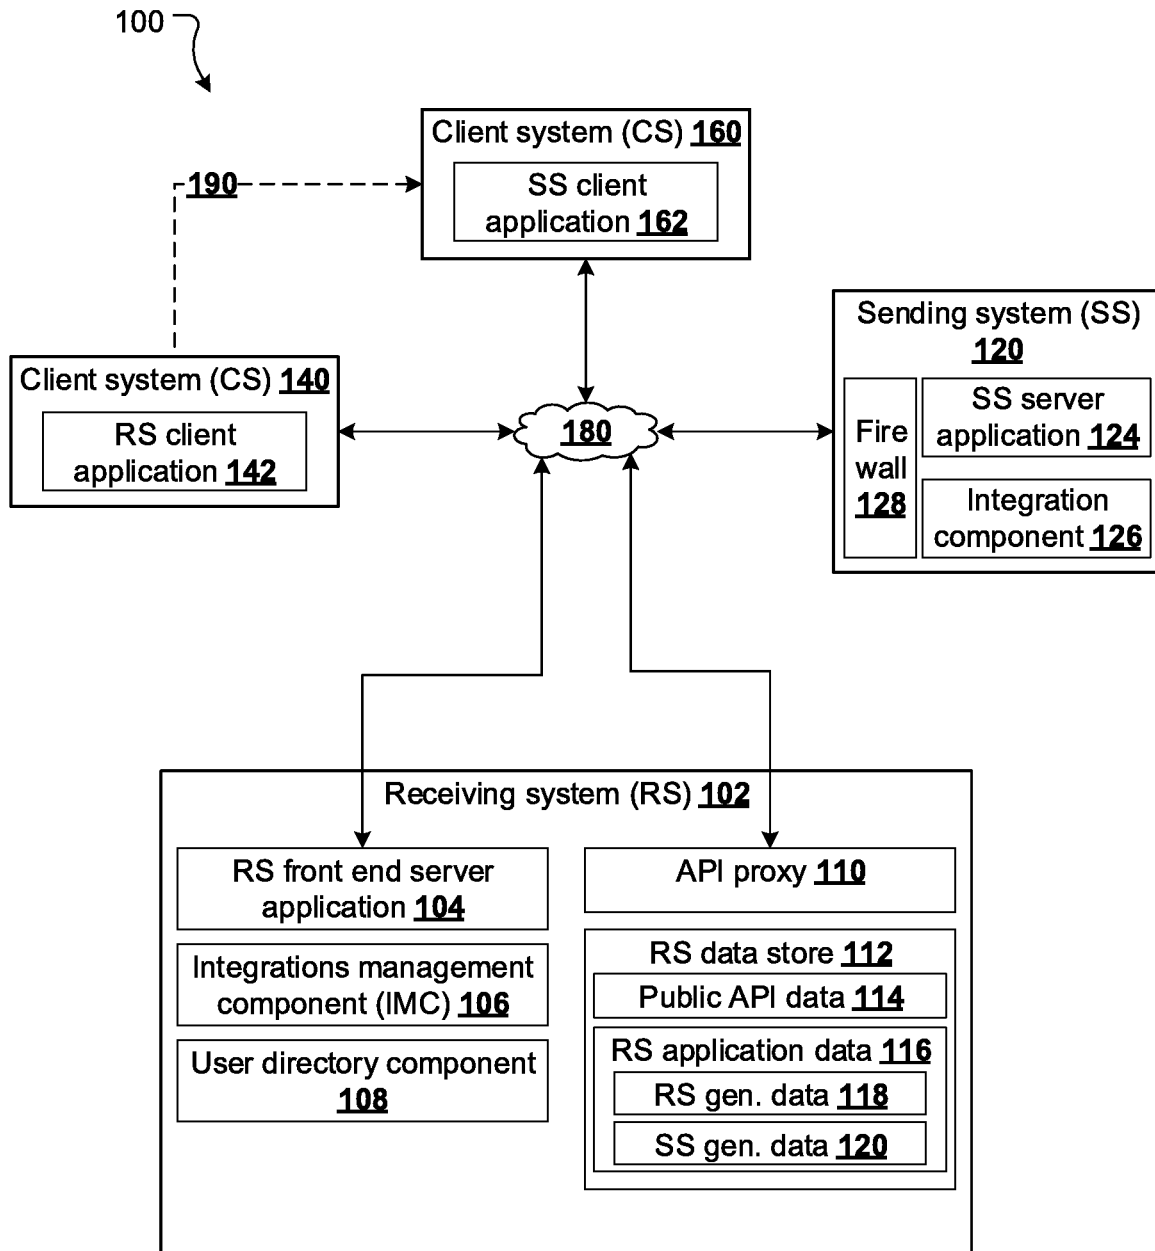 100
Client system (CS) 160
SS client
application 162
190
Sending system (SS)
120
Fire
wall
128
SS server
application 124
Integration
component 126
Client system (CS) 140
RS client
application 142
180
Receiving system (RS) 102
RS front end server
application 104
Integrations management
component (IMC) 106
User directory component
108
API proxy 110
RS data store 112
Public API data 114
RS application data 116
RS gen. data 118
SS gen. data 120